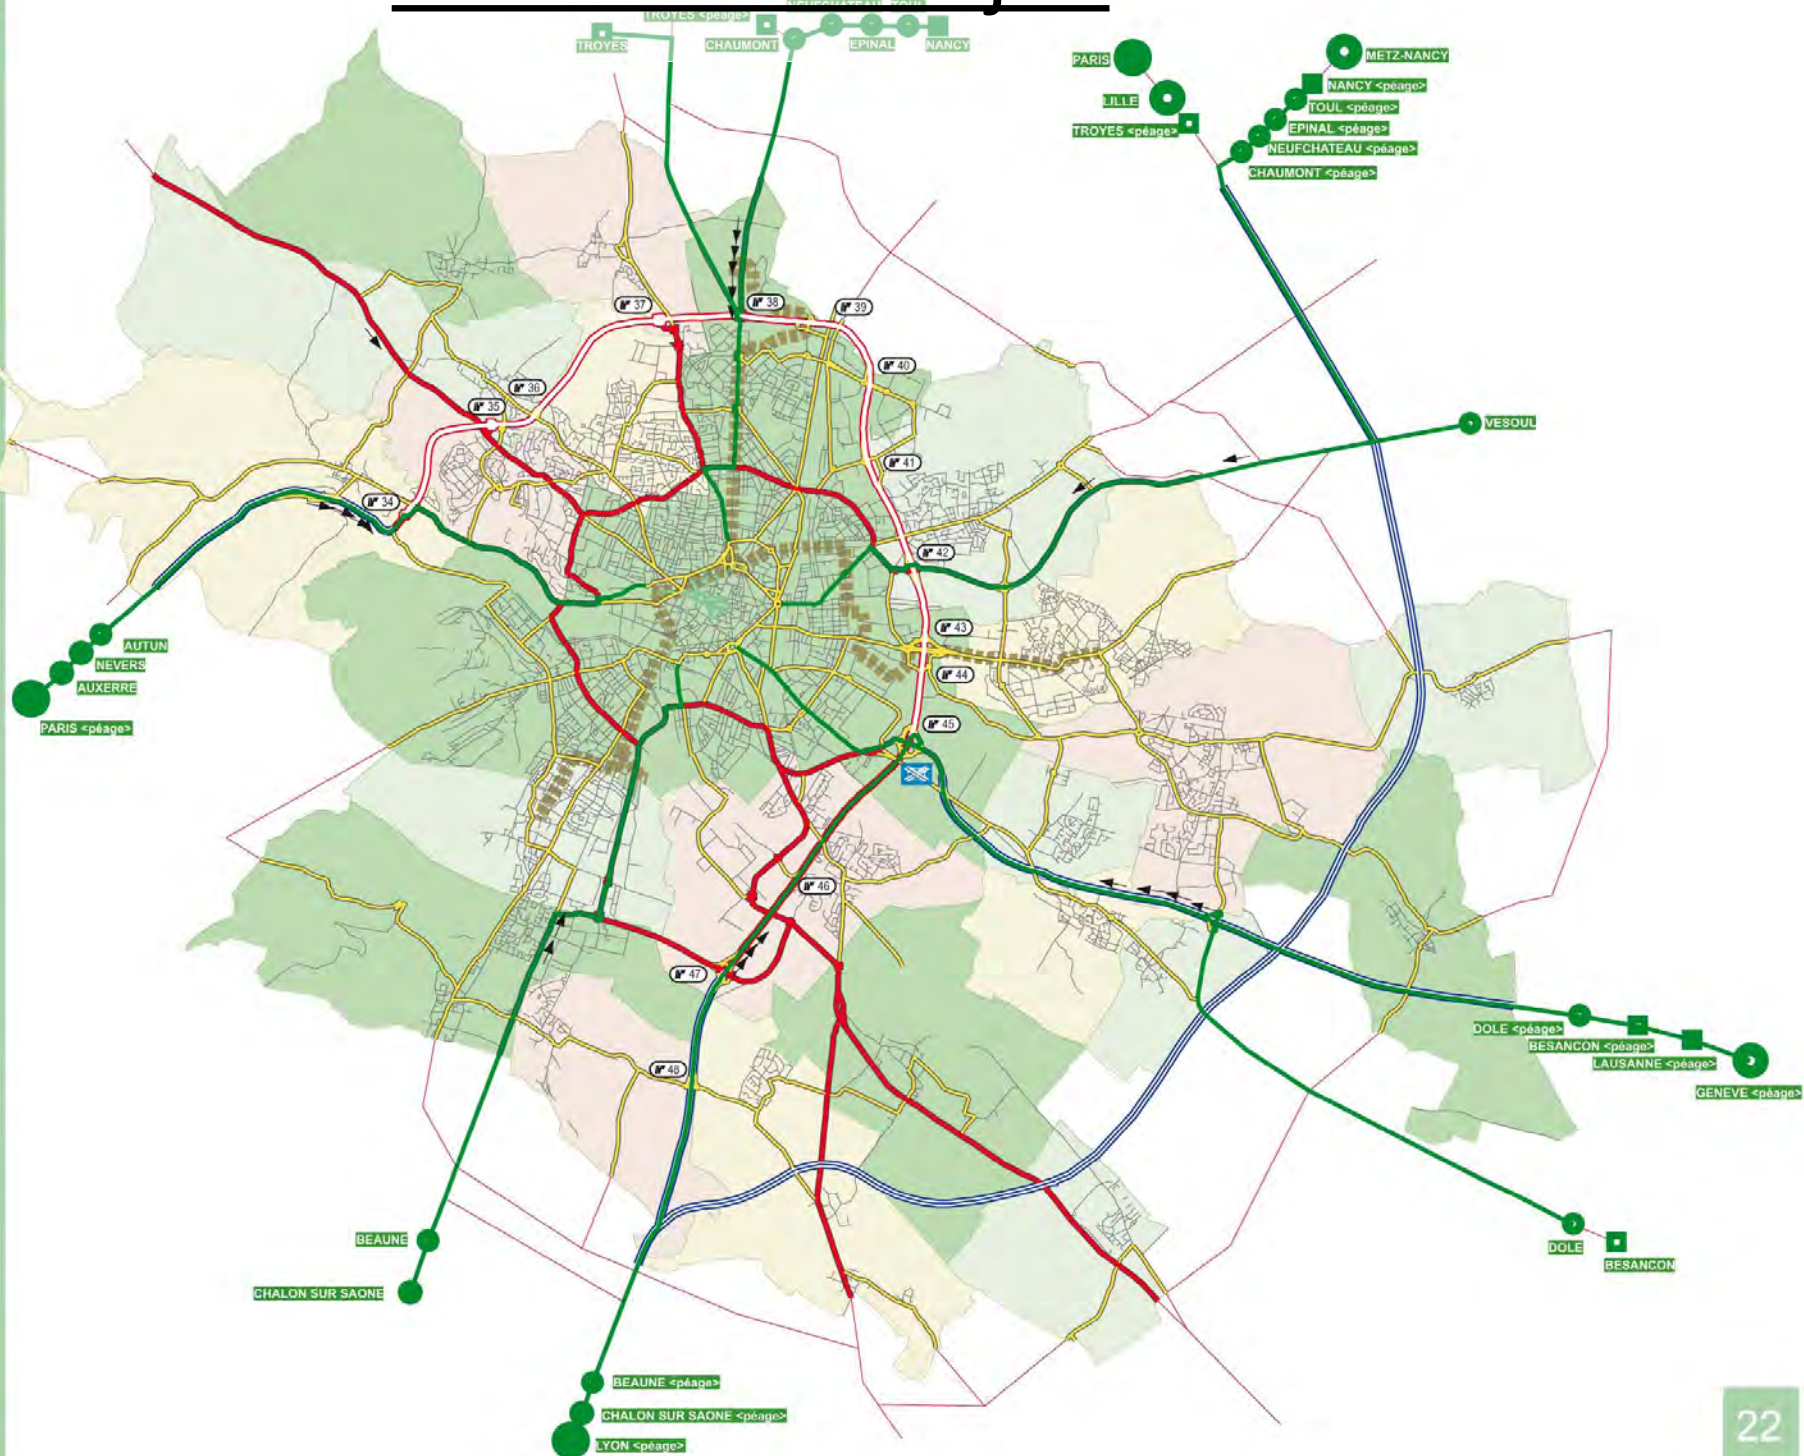 TROYES <péage>
TROYES
CHAUMONT
EPINAL
NANCY
PARIS
METZ-NANCY
LILLE
NANCY <péage>
TOUL <péage>
TROYES <péage>
EPINAL <péage>
NEUFCHATEAU <péage>
CHAUMONT <péage>
N° 37
N° 38
N° 39
N° 40
N° 36
N° 35
VESOUL
N° 41
N° 34
N° 42
N° 43
AUTUN
NEVERS
AUXERRE
N° 44
PARIS <péage>
N° 45
N° 46
N° 47
DOLE <péage>
BESANCON <péage>
LAUSANNE <péage>
N° 48
GENEVE <péage>
BEAUNE
DOLE
BESANCON
CHALON SUR SAONE
BEAUNE <péage>
CHALON SUR SAONE <péage>
LYON <péage>
22